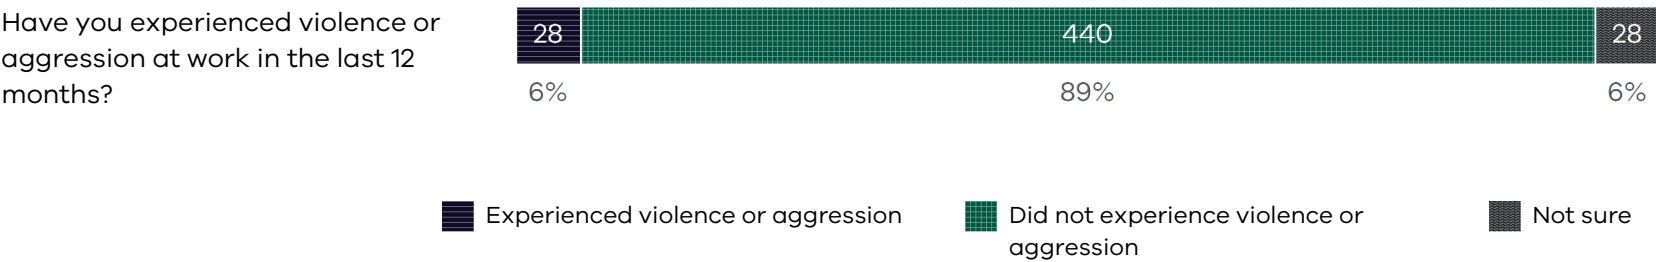 Have you experienced violence or
aggression at work in the last 12
months?
28 440 28
6% 89% 6%
Experienced violence or aggression
Did not experience violence or
aggression
Not sure